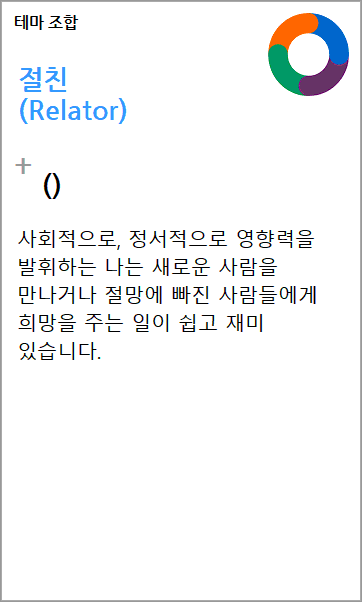 테마 조합
절친
(Relator)
+
()
사회적으로, 정서적으로 영향력을
발휘하는 나는 새로운 사람을
만나거나 절망에 빠진 사람들에게
희망을 주는 일이 쉽고 재미
있습니다.